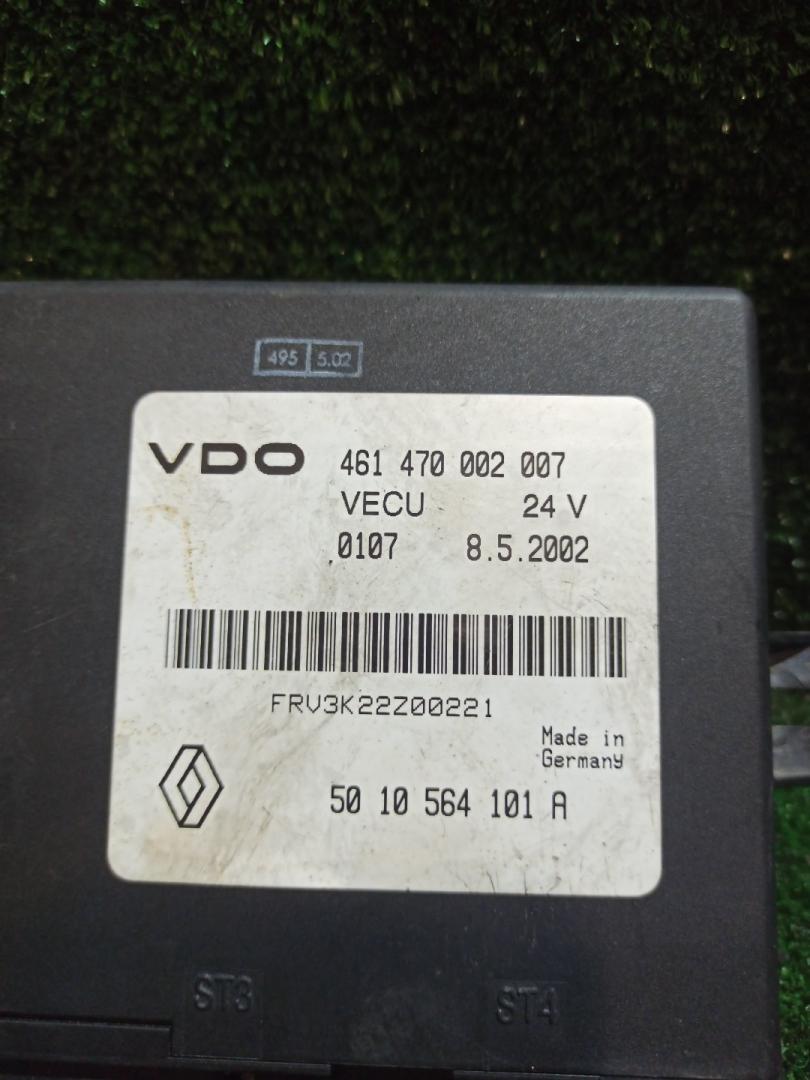 495 5.02
VDO 461 470 002 007
VECU 24 V
0107 8.5.2002
FRV3K22Z00221
Made in
Germany
50 10 564 101 A
ST3 ST4